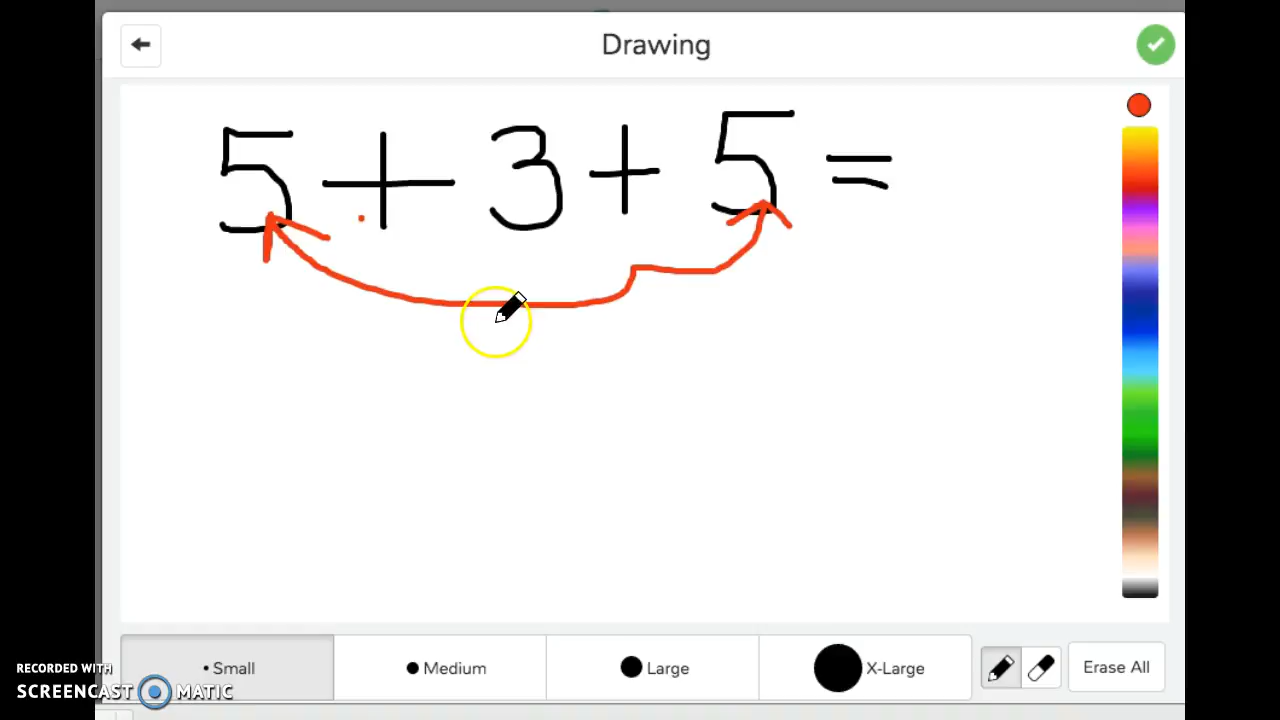 Drawing
5 + 3 + 5 =
Small Medium Large X-Large Erase All
RECORDED WITH
SCREENCAST MATIC